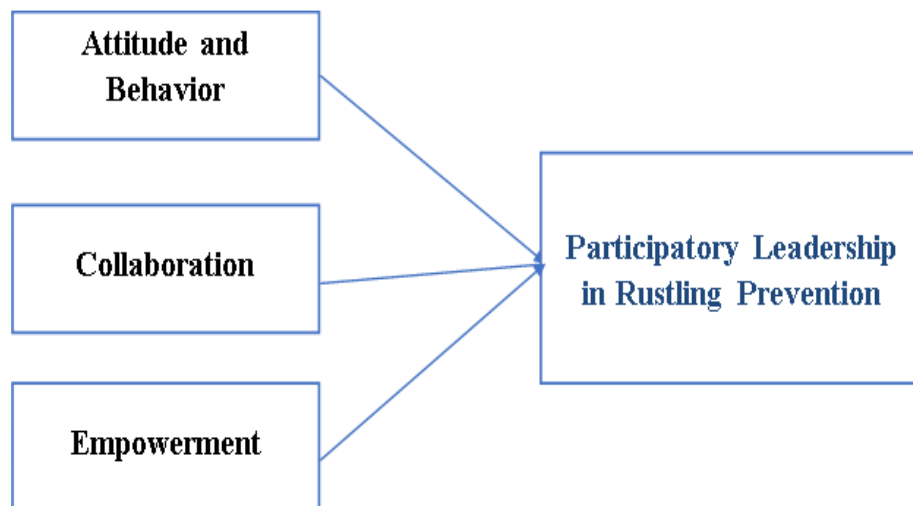 Attitude and
Behavior
Collaboration
Empowerment
Participatory Leadership
in Rustling Prevention